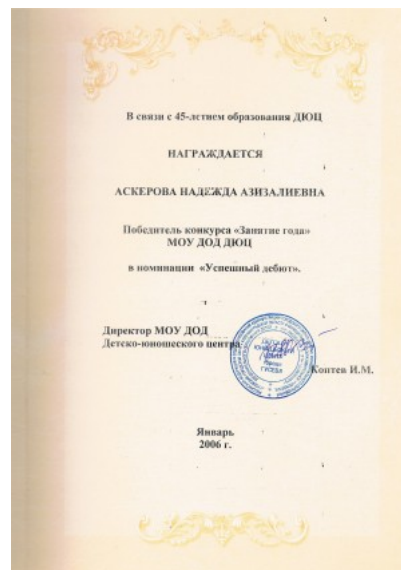 В связи с 45-летием образования ДЮЦ
НАГРАЖДАЕТСЯ
АСКЕРОВА НАДЕЖДА АЗИЗАЛИЕВНА
Победитель конкурса «Занятие года»
МОУ ДОД ДЮЦ
в номинации «Успешный дебют».
Директор МОУ ДОД
Детско-юношеского центра
Коптев И.М.
Январь
2006 г.